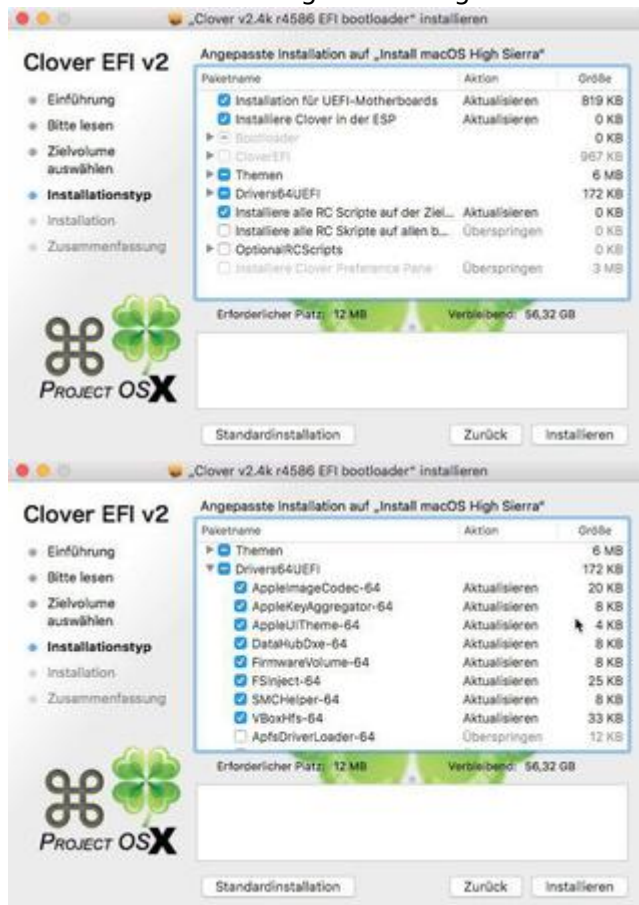 „Clover v2.4k r4586 EFI bootloader“ installieren
Clover EFI v2
Angepasste Installation auf „Install macOS High Sierra“
Paketname Aktion Größe
Einführung
Bitte lesen
Zielvolume auswählen
Installationstyp
Installation
Zusammenfassung
Installation für UEFI-Motherboards Aktualisieren 819 KB
Installiere Clover in der ESP Aktualisieren 0 KB
Bootloader 0 KB
CloverEFI 967 KB
Themen 6 MB
Drivers64UEFI 172 KB
Installiere alle RC Scripte auf der Ziel... Aktualisieren 0 KB
Installiere alle RC Skripte auf allen b... Überspringen 0 KB
OptionalRCScripts 0 KB
Installiere Clover Preference Pane Überspringen 3 MB
Erforderlicher Platz: 12 MB Verbleibend: 56,32 GB
PROJECT OSX
Standardinstallation Zurück Installieren
„Clover v2.4k r4586 EFI bootloader“ installieren
Clover EFI v2
Angepasste Installation auf „Install macOS High Sierra“
Paketname Aktion Größe
Einführung
Bitte lesen
Zielvolume auswählen
Installationstyp
Installation
Zusammenfassung
Themen 6 MB
Drivers64UEFI 172 KB
AppleImageCodec-64 Aktualisieren 20 KB
AppleKeyAggregator-64 Aktualisieren 8 KB
AppleUITheme-64 Aktualisieren 4 KB
DataHubDxe-64 Aktualisieren 8 KB
FirmwareVolume-64 Aktualisieren 8 KB
FSInject-64 Aktualisieren 25 KB
SMCHelper-64 Aktualisieren 8 KB
VBoxHfs-64 Aktualisieren 33 KB
ApfsDriverLoader-64 Überspringen 12 KB
Erforderlicher Platz: 12 MB Verbleibend: 56,32 GB
PROJECT OSX
Standardinstallation Zurück Installieren